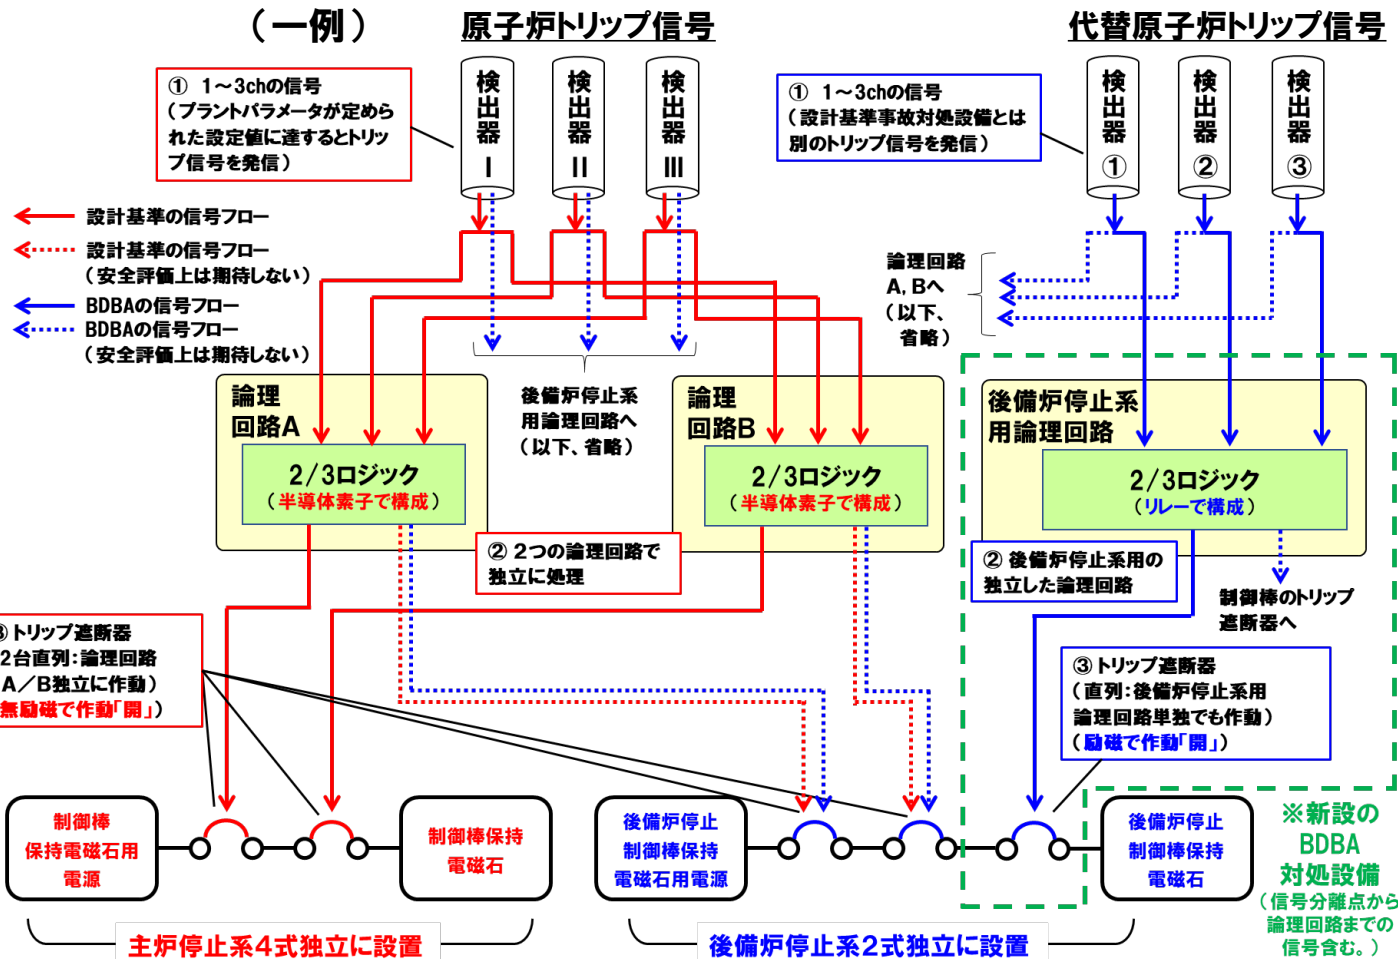 （一例）
原子炉トリップ信号
代替原子炉トリップ信号
① 1～3chの信号
（プラントパラメータが定めら
れた設定値に達するとトリッ
プ信号を発信）
検出器 Ⅰ
検出器 Ⅱ
検出器 Ⅲ
① 1～3chの信号
（設計基準事故対処設備とは
別のトリップ信号を発信）
検出器 ①
検出器 ②
検出器 ③
設計基準の信号フロー
設計基準の信号フロー
（安全評価上は期待しない）
BDBAの信号フロー
BDBAの信号フロー
（安全評価上は期待しない）
論理回路
A，Bへ
（以下、
省略）
論理
回路A
2/3ロジック
（半導体素子で構成）
後備炉停止系
用論理回路へ
（以下、省略）
論理
回路B
2/3ロジック
（半導体素子で構成）
後備炉停止系
用論理回路
2/3ロジック
（リレーで構成）
② 2つの論理回路で
独立に処理
② 後備炉停止系用の
独立した論理回路
制御棒のトリップ
遮断器へ
③ トリップ遮断器
2台直列：論理回路
A／B独立に作動）
無励磁で作動「開」）
③ トリップ遮断器
（直列：後備炉停止系用
論理回路単独でも作動）
（励磁で作動「開」）
制御棒
保持電磁石用
電源
制御棒保持
電磁石
後備炉停止
制御棒保持
電磁石用電源
後備炉停止
制御棒保持
電磁石
※新設の
BDBA
対処設備
（信号分離点から
論理回路までの
信号含む。）
主炉停止系4式独立に設置
後備炉停止系2式独立に設置